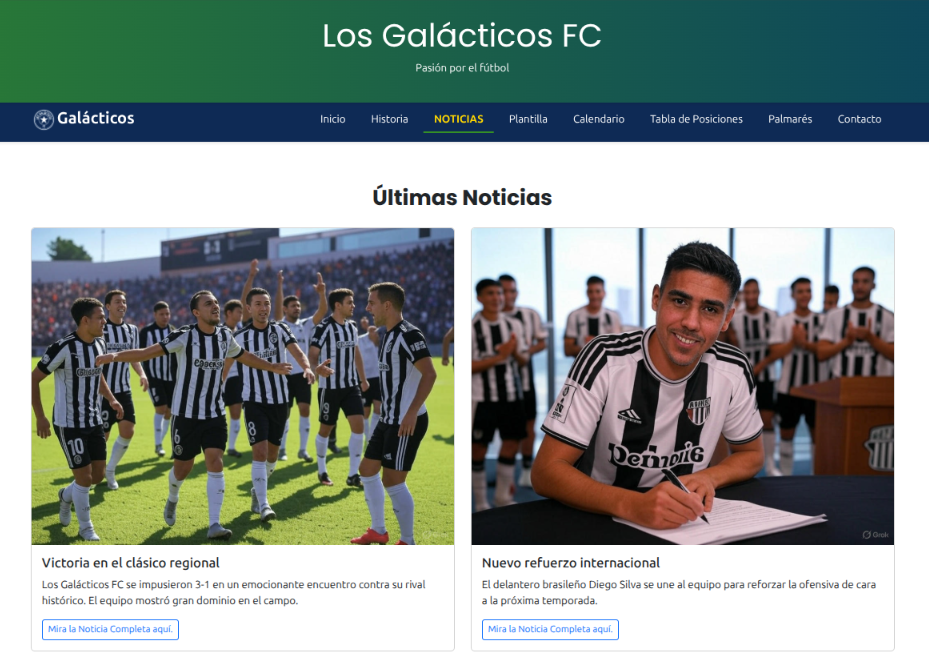 Los Galácticos FC
Pasión por el fútbol
Galácticos
Inicio
Historia
NOTICIAS
Plantilla
Calendario
Tabla de Posiciones
Palmarés
Contacto
Últimas Noticias
10
6
8
Grok
Victoria en el clásico regional
Los Galácticos FC se impusieron 3-1 en un emocionante encuentro contra su rival
histórico. El equipo mostró gran dominio en el campo.
Mira la Noticia Completa aquí.
Nuevo refuerzo internacional
El delantero brasileño Diego Silva se une al equipo para reforzar la ofensiva de cara
a la próxima temporada.
Mira la Noticia Completa aquí.